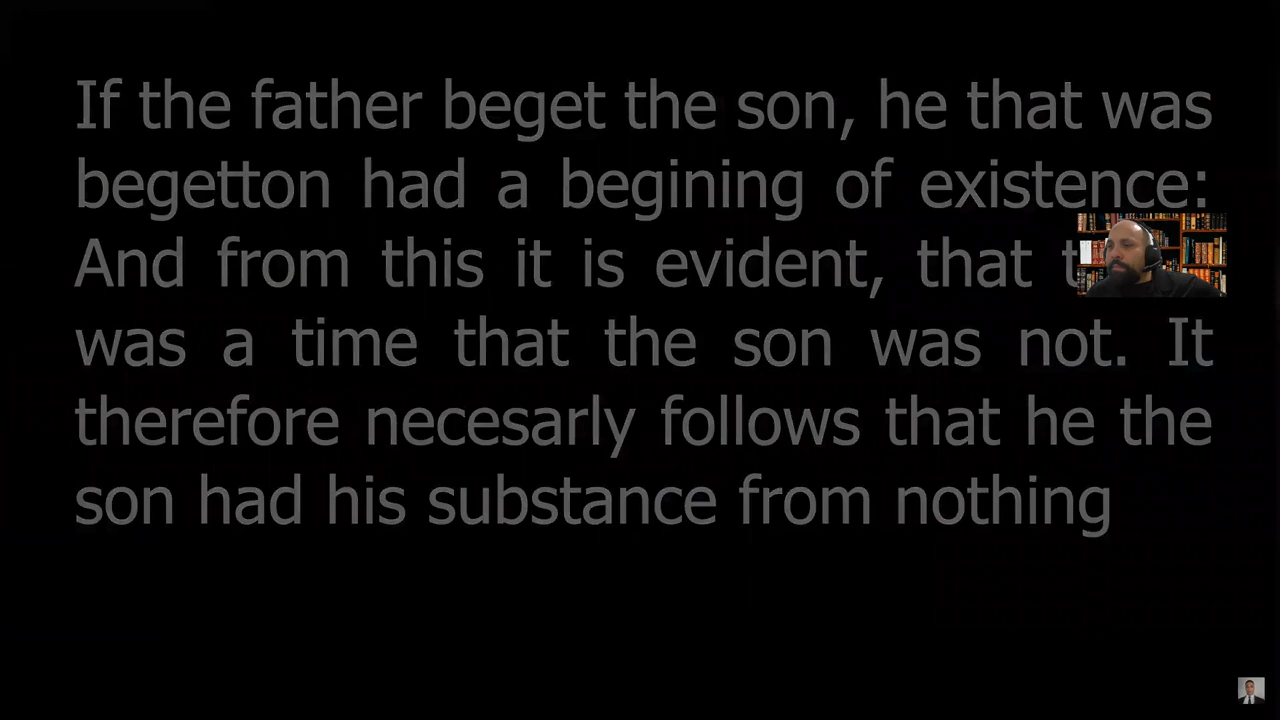 If the father beget the son, he that was
begetton had a begining of existence:
And from this it is evident, that
was a time that the son was not. It
therefore necesarly follows that he the
son had his substance from nothing